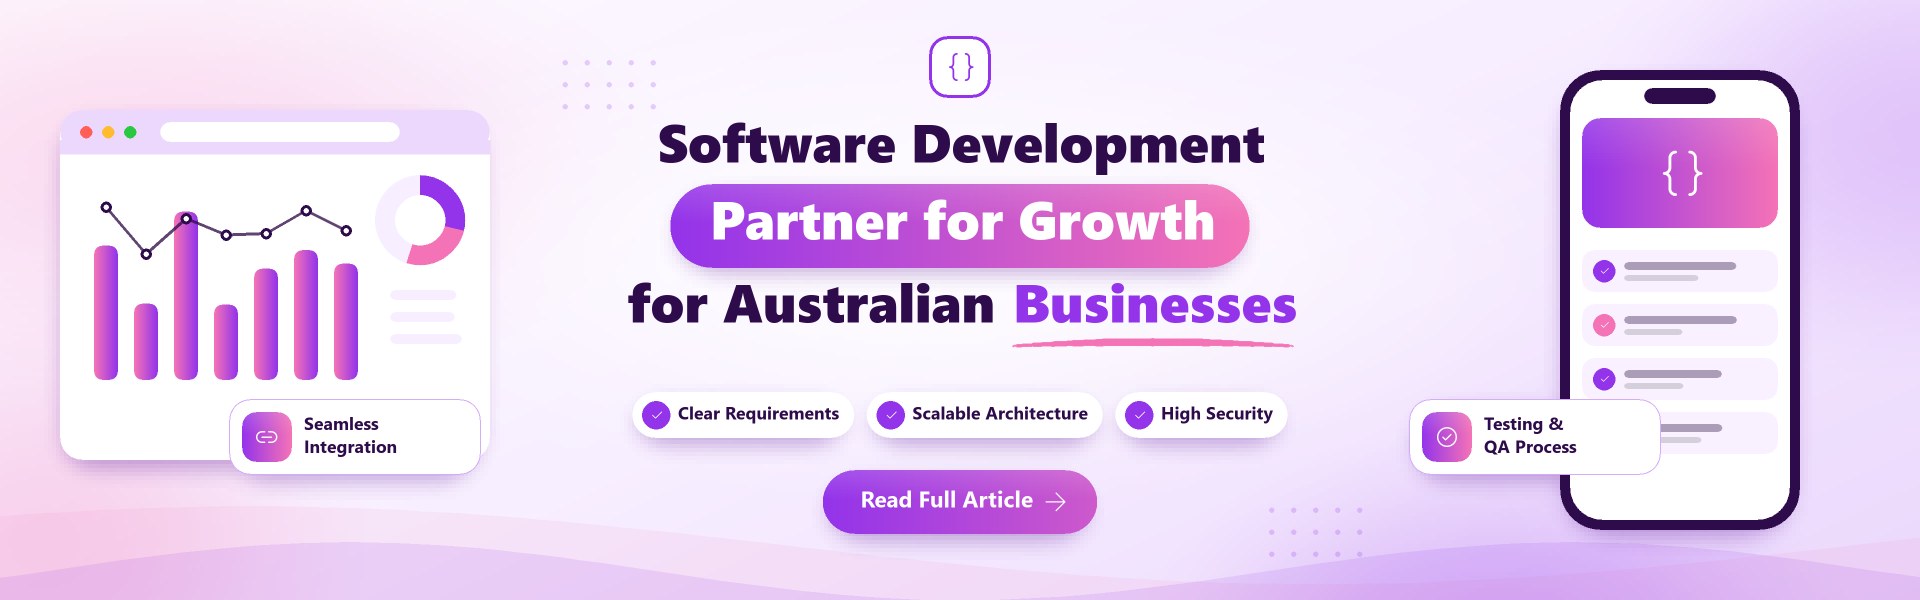 { }
Software Development
Partner for Growth
for Australian Businesses
Clear Requirements
Scalable Architecture
High Security
Read Full Article →
Seamless
Integration
{ }
Testing &
QA Process